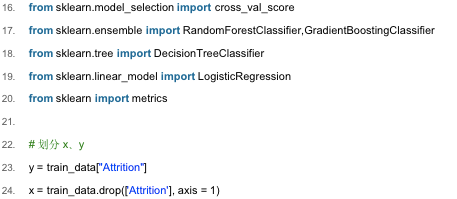 16. from sklearn.model_selection import cross_val_score
17. from sklearn.ensemble import RandomForestClassifier,GradientBoostingClassifier
18. from sklearn.tree import DecisionTreeClassifier
19. from sklearn.linear_model import LogisticRegression
20. from sklearn import metrics
21.
22. # 划分 x、y
23. y = train_data["Attrition"]
24. x = train_data.drop(['Attrition'], axis = 1)